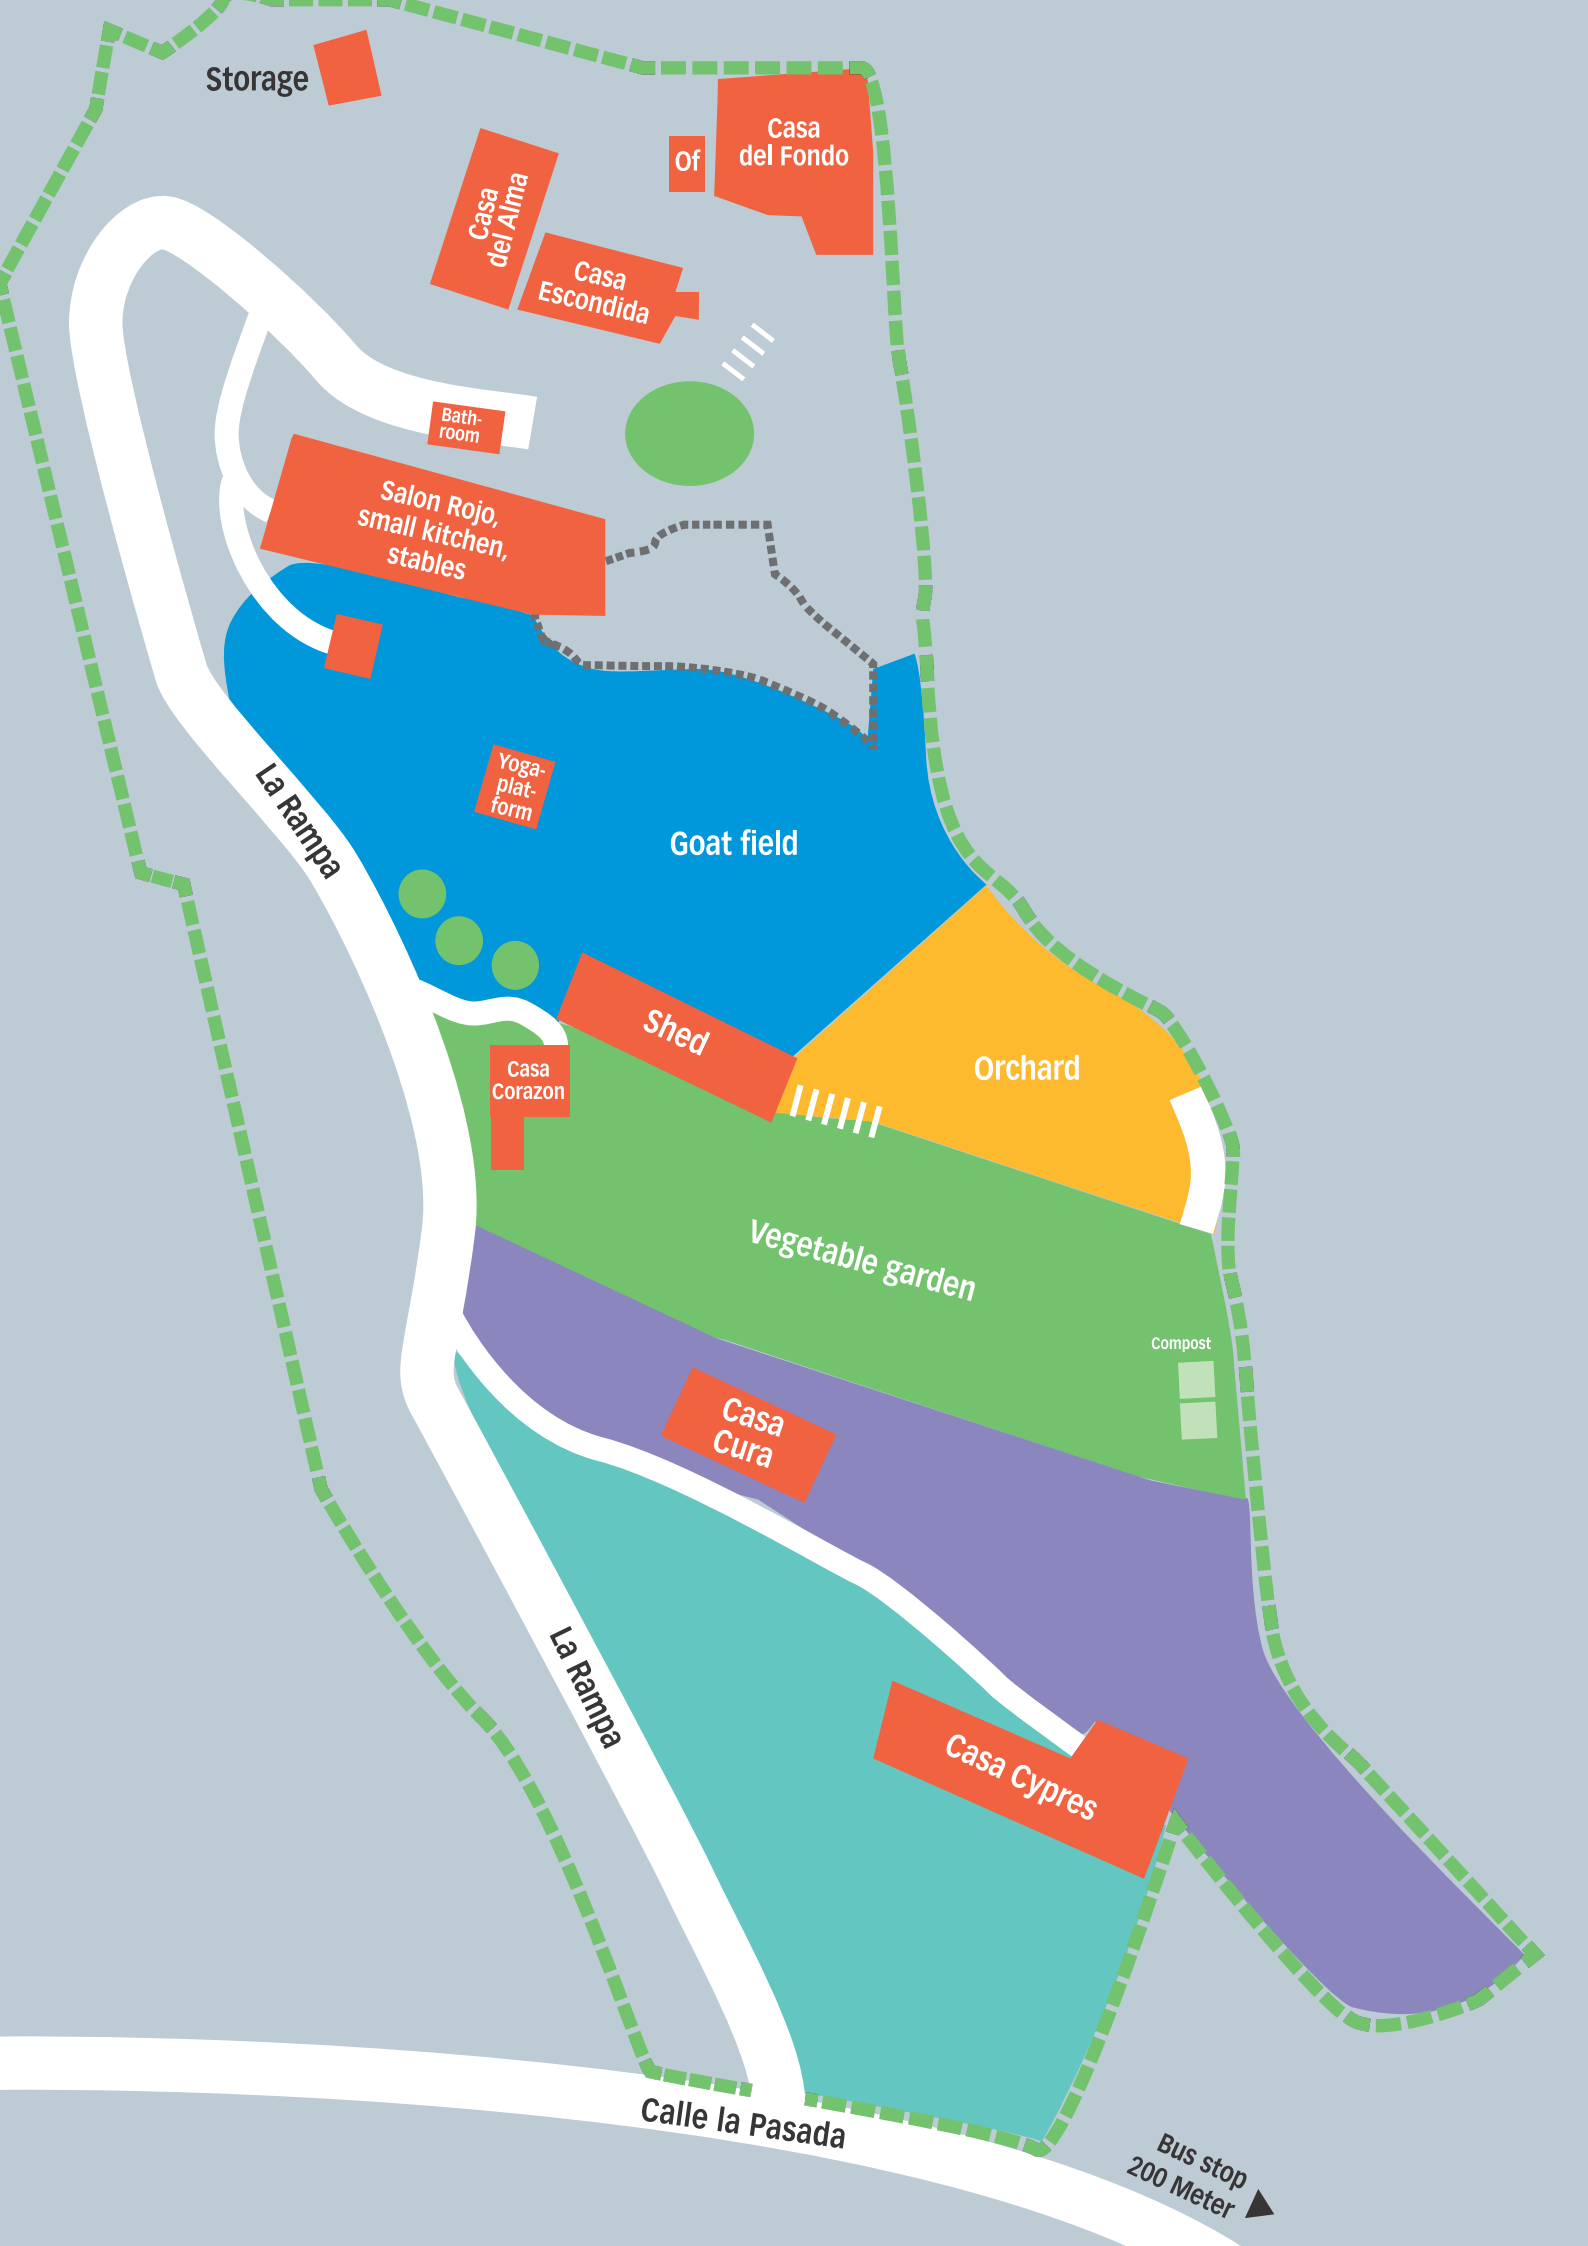 Storage
Casa
del Fondo
Of
Casa
del Alma
Casa
Escondida
Bath-
room
Salon Rojo,
small kitchen,
stables
Yoga-
plat-
form
La Rampa
Goat field
Shed
Orchard
Casa
Corazon
Vegetable garden
Compost
Casa
Cura
La Rampa
Casa Cypres
Calle la Pasada
Bus stop
200 Meter